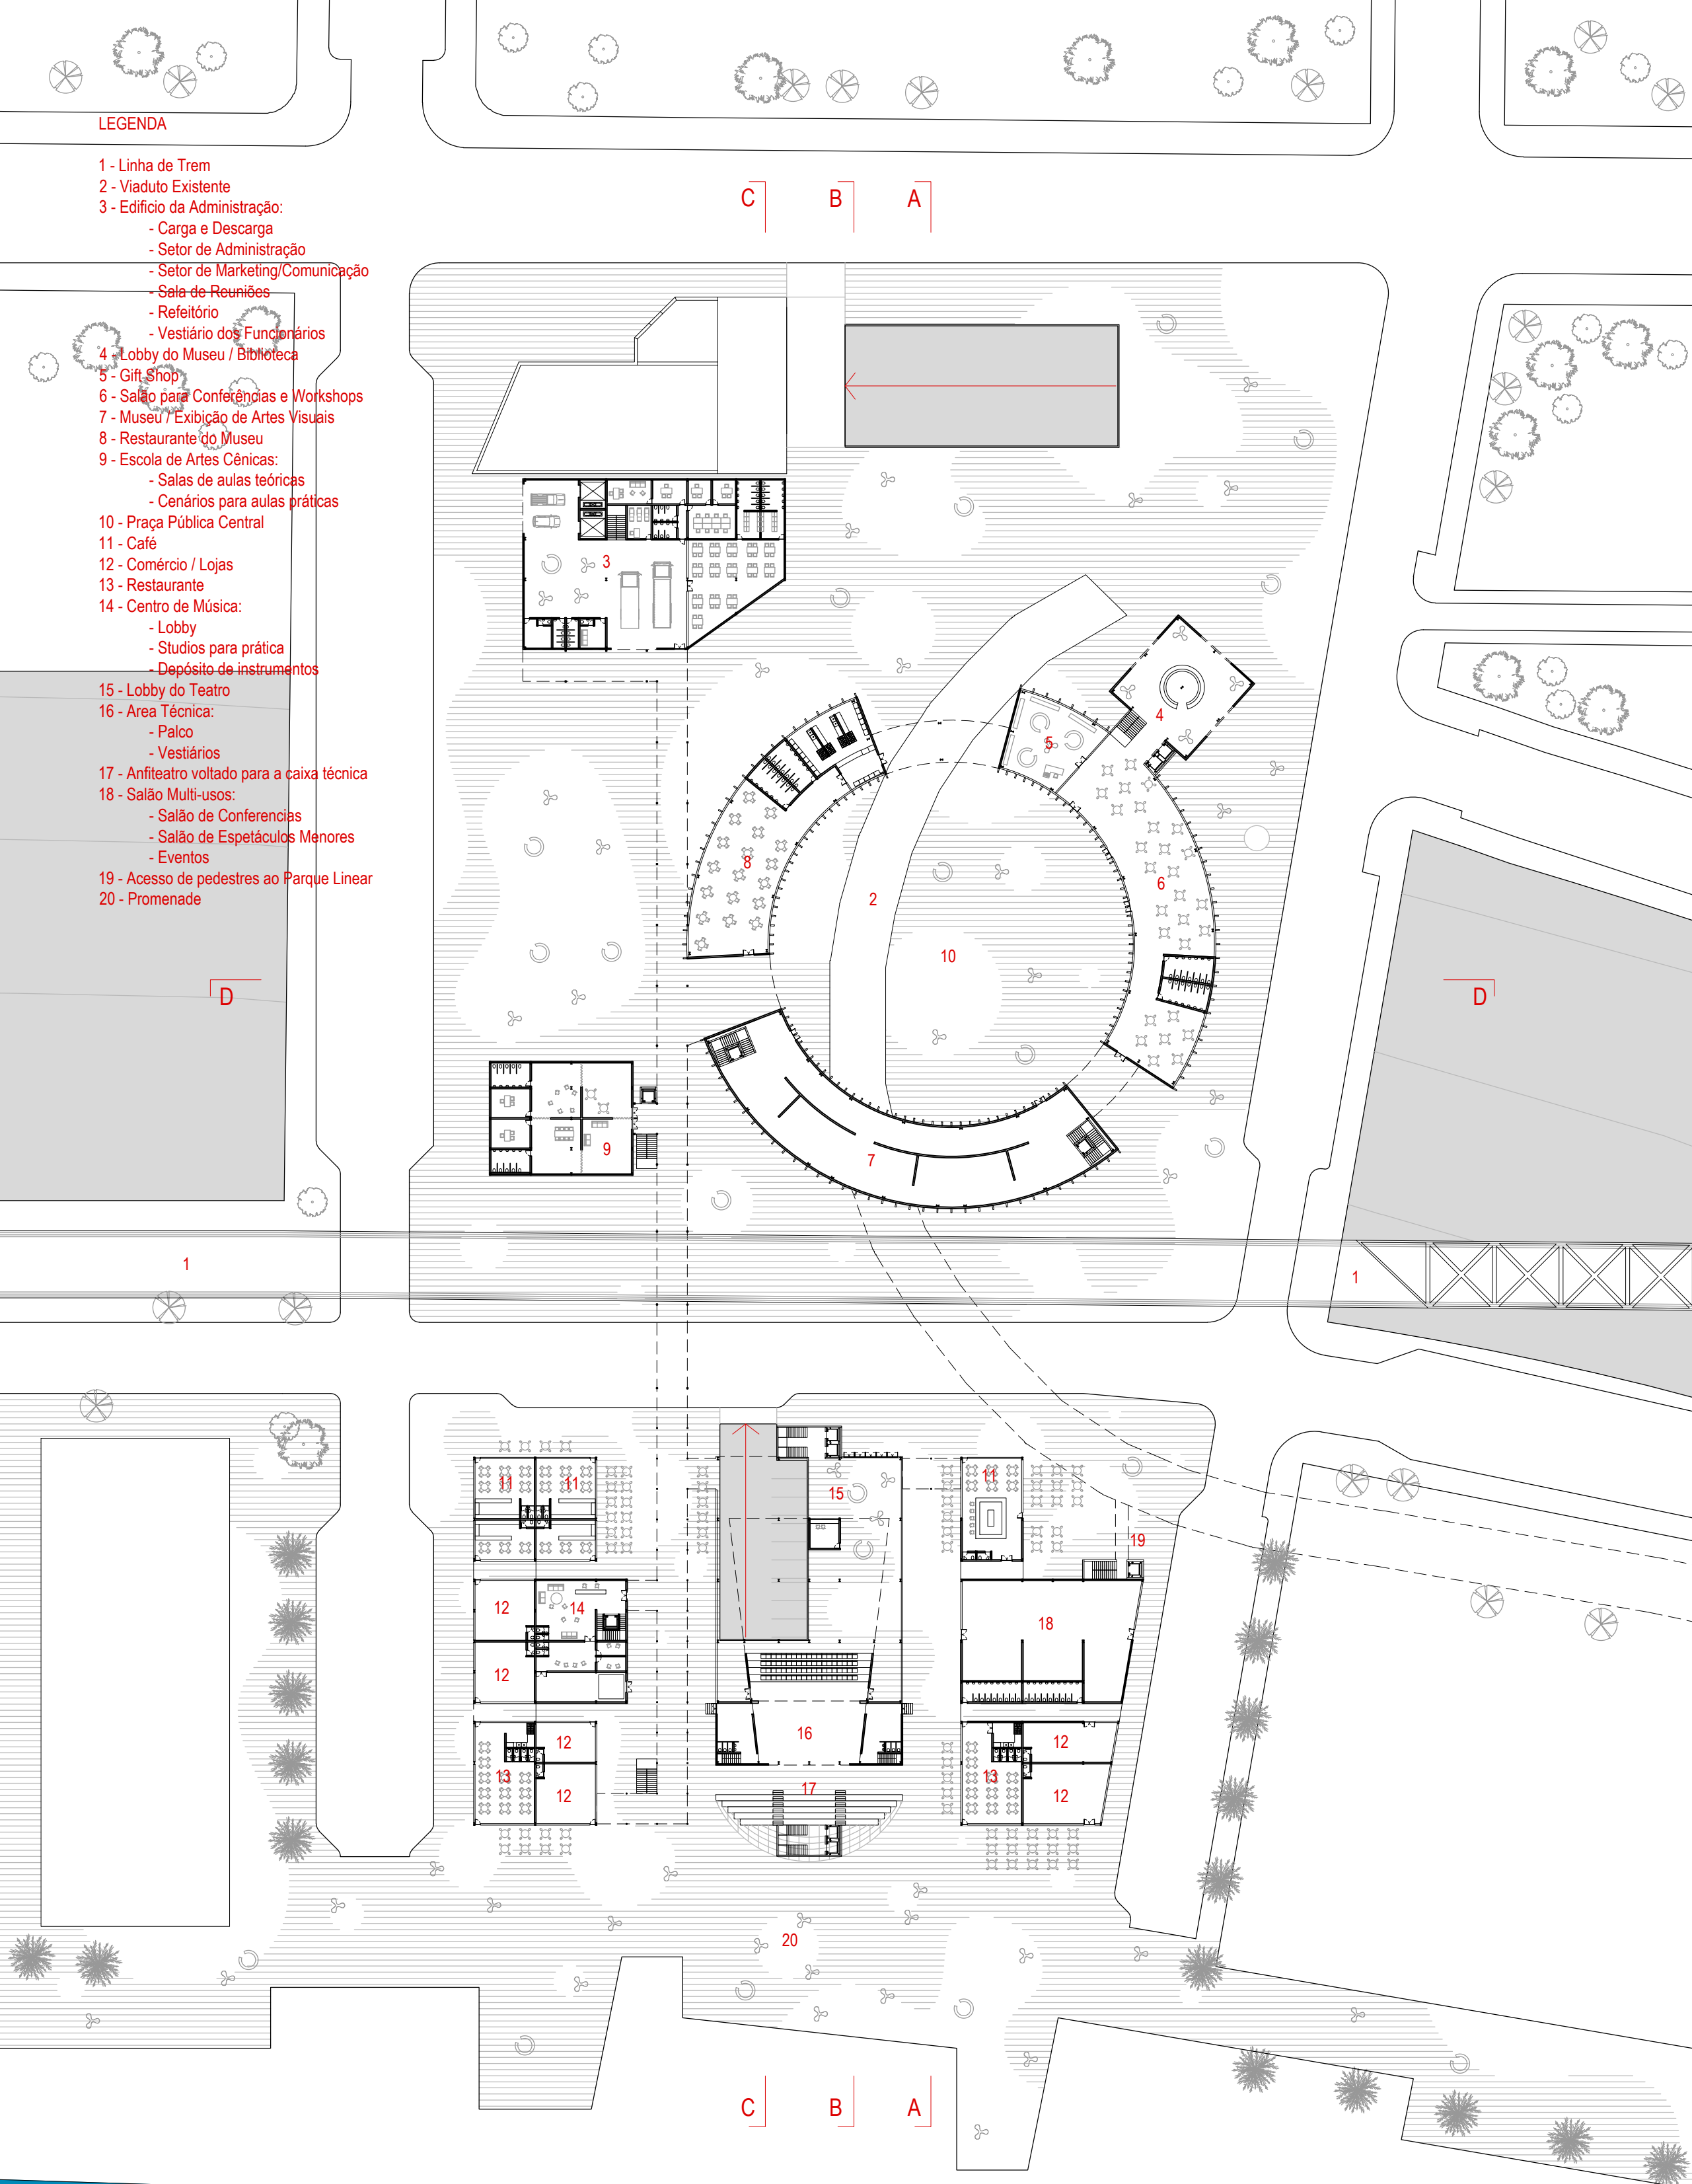 LEGENDA
1 - Linha de Trem
2 - Viaduto Existente
3 - Edificio da Administração:
- Carga e Descarga
- Setor de Administração
- Setor de Marketing/Comunicação
- Sala de Reuniões
- Refeitório
- Vestiário dos Funcionários
4 - Lobby do Museu / Biblioteca
5 - Gift Shop
6 - Salão para Conferências e Workshops
7 - Museu / Exibição de Artes Visuais
8 - Restaurante do Museu
9 - Escola de Artes Cênicas:
- Salas de aulas teóricas
- Cenários para aulas práticas
10 - Praça Pública Central
11 - Café
12 - Comércio / Lojas
13 - Restaurante
14 - Centro de Música:
- Lobby
- Studios para prática
- Depósito de instrumentos
15 - Lobby do Teatro
16 - Area Técnica:
- Palco
- Vestiários
17 - Anfiteatro voltado para a caixa técnica
18 - Salão Multi-usos:
- Salão de Conferencias
- Salão de Espetáculos Menores
- Eventos
19 - Acesso de pedestres ao Parque Linear
20 - Promenade
C B A
3
4
5
8
6
2
10
D D
9
7
1 1
11 11 11
15
19
12 14 18
12
16
12 12
13 17 13
12 12
20
C B A